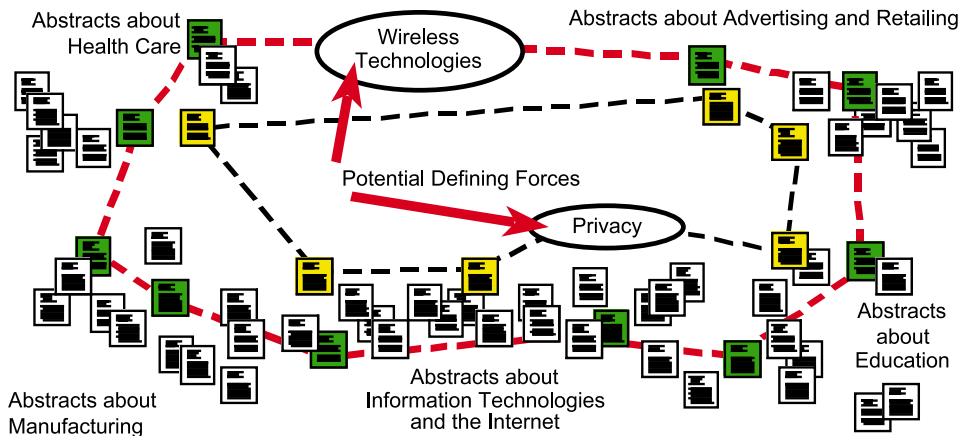 Abstracts about
Health Care
Wireless
Technologies
Abstracts about Advertising and Retailing
Potential Defining Forces
Privacy
Abstracts
about
Education
Abstracts about
Manufacturing
Abstracts about
Information Technologies
and the Internet